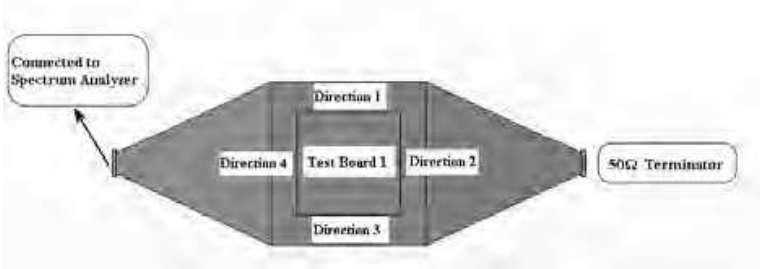 Connected to
Spectrum Analyzer
Direction 1
Direction 4
Test Board 1
Direction 2
50Ω Terminator
Direction 3